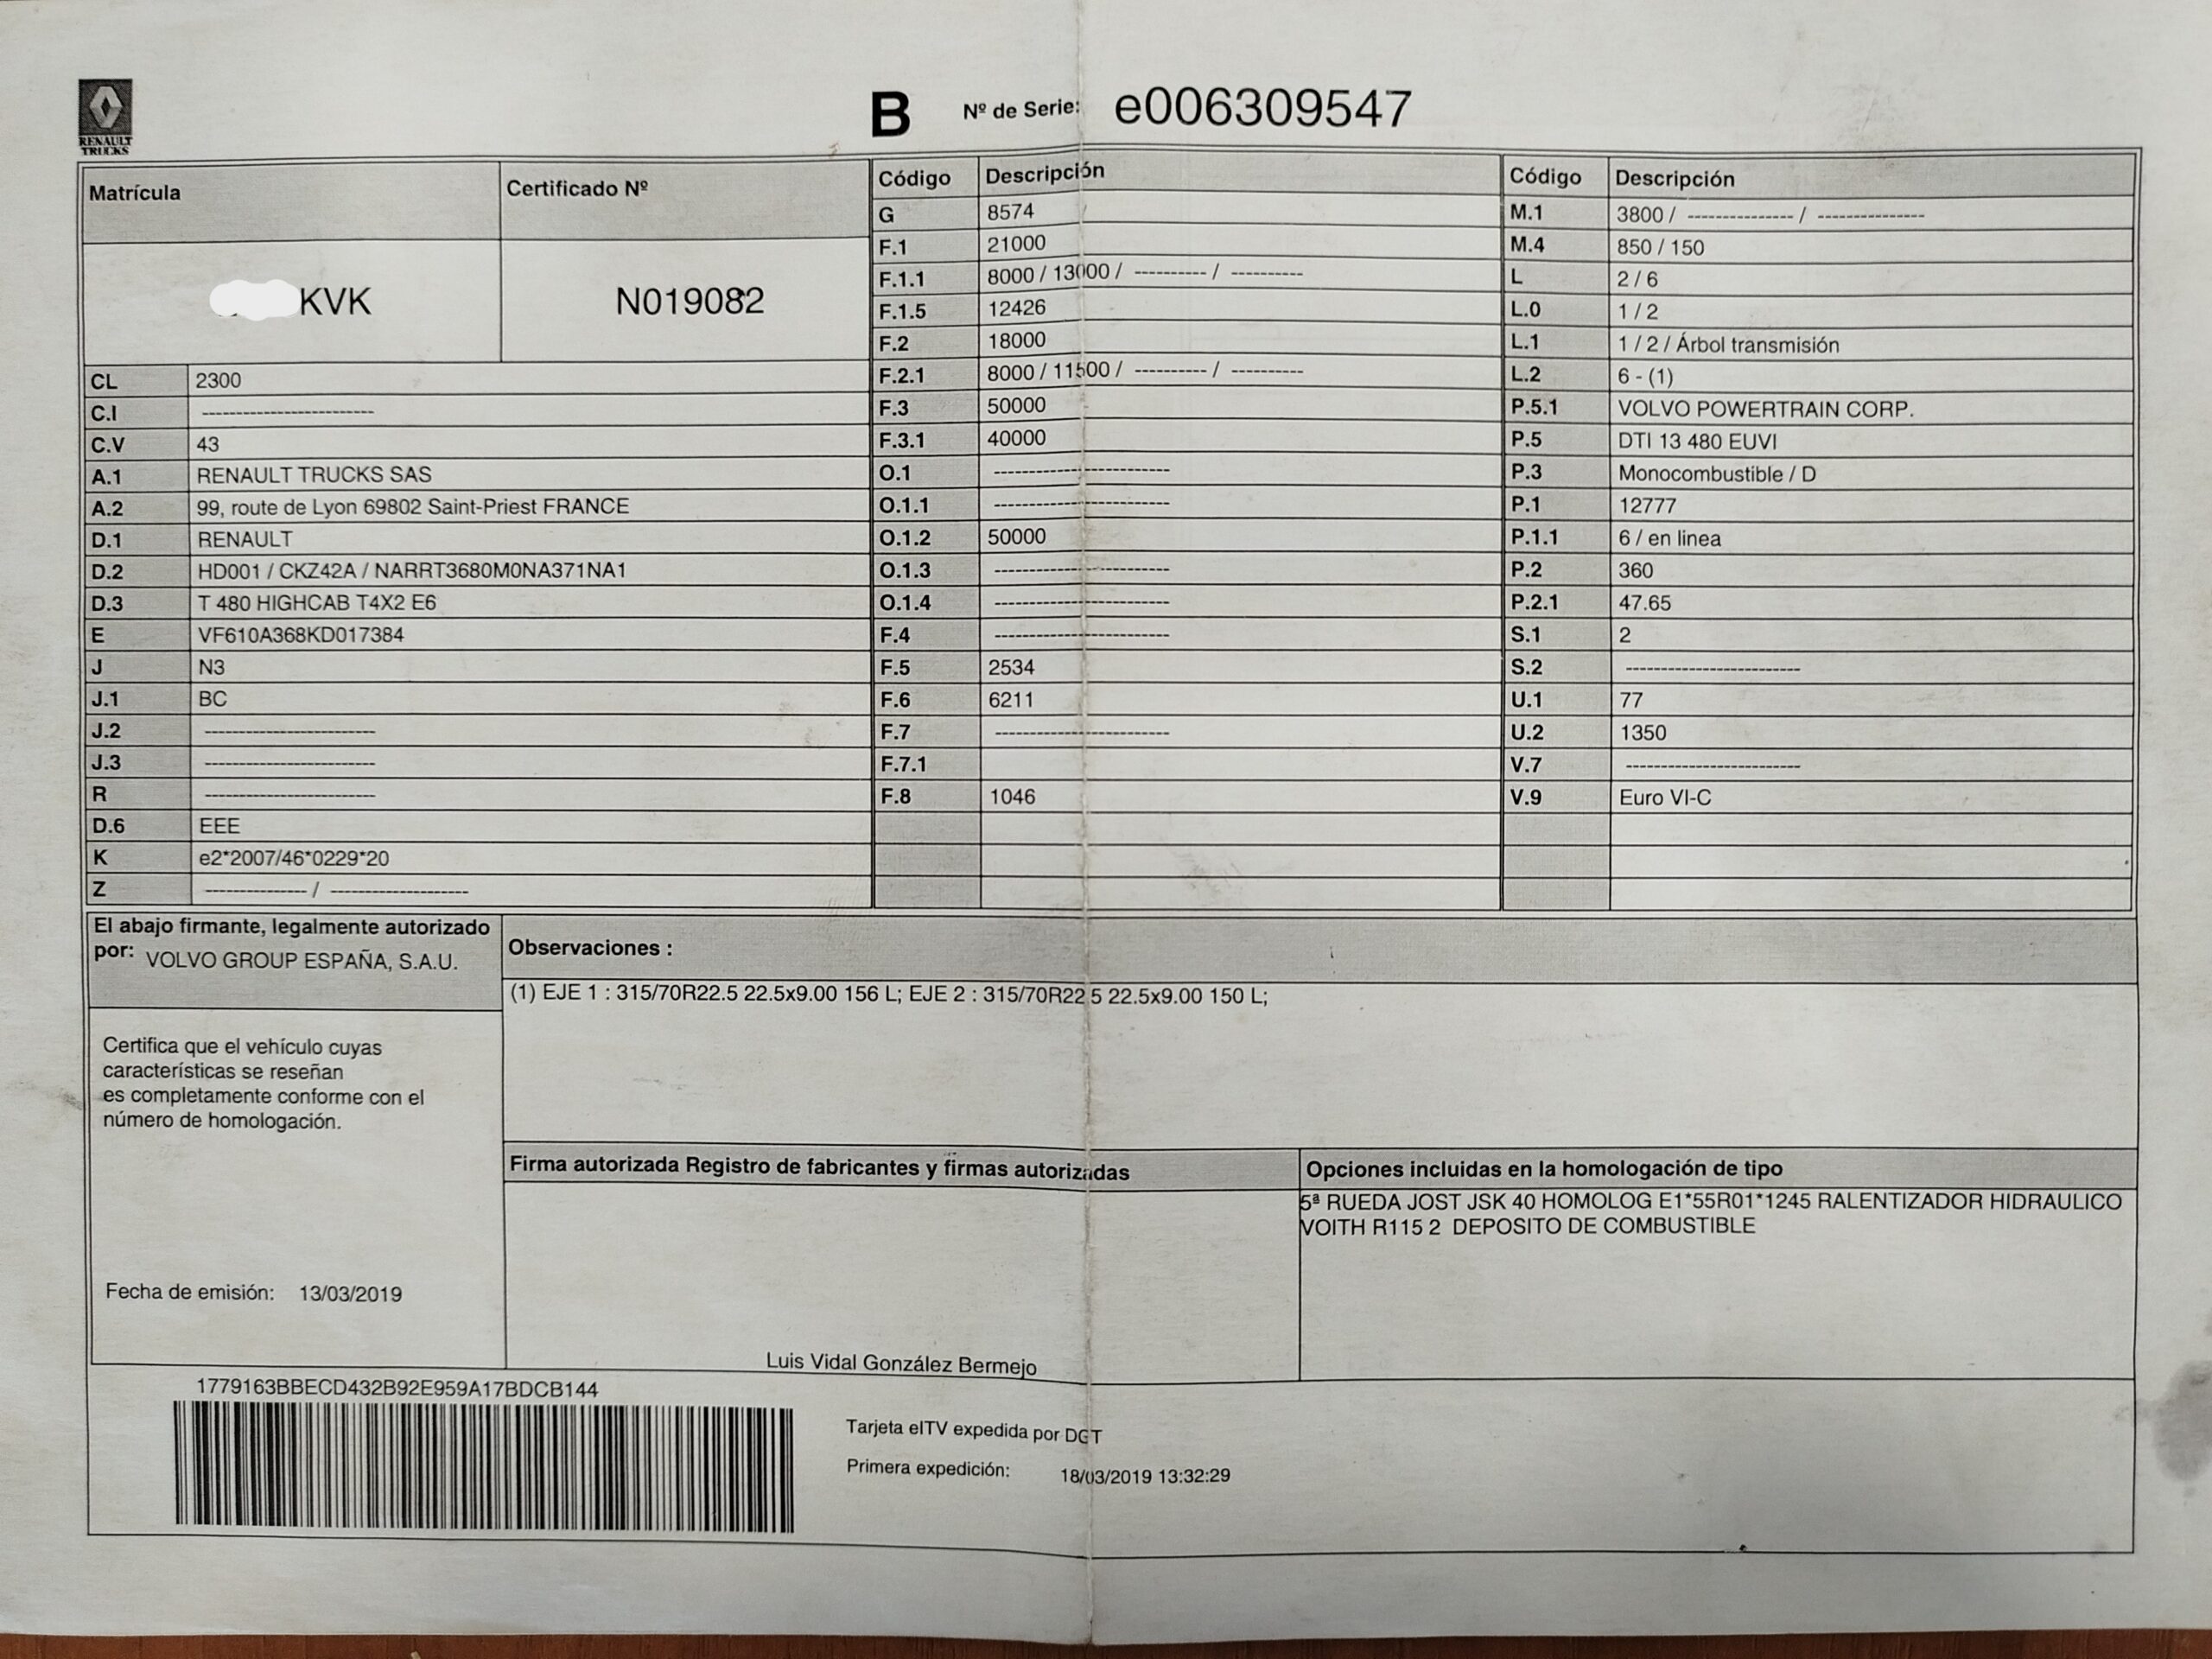 RENAULT
TRUCKS
B Nº de Serie: e006309547
Matrícula Certificado Nº
KVK N019082
CL 2300
C.I -------------------------
C.V 43
A.1 RENAULT TRUCKS SAS
A.2 99, route de Lyon 69802 Saint-Priest FRANCE
D.1 RENAULT
D.2 HD001 / CKZ42A / NARRT3680M0NA371NA1
D.3 T 480 HIGHCAB T4X2 E6
E VF610A368KD017384
J N3
J.1 BC
J.2 -------------------------
J.3 -------------------------
R -------------------------
D.6 EEE
K e2*2007/46*0229*20
Z --------------- / --------------------
Código Descripción
G 8574
F.1 21000
F.1.1 8000 / 13000 / ---------- / ----------
F.1.5 12426
F.2 18000
F.2.1 8000 / 11500 / ---------- / ----------
F.3 50000
F.3.1 40000
O.1 -------------------------
O.1.1 -------------------------
O.1.2 50000
O.1.3 -------------------------
O.1.4 -------------------------
F.4 -------------------------
F.5 2534
F.6 6211
F.7 -------------------------
F.7.1
F.8 1046
Código Descripción
M.1 3800 / --------------- / ---------------
M.4 850 / 150
L 2 / 6
L.0 1 / 2
L.1 1 / 2 / Árbol transmisión
L.2 6 - (1)
P.5.1 VOLVO POWERTRAIN CORP.
P.5 DTI 13 480 EUVI
P.3 Monocombustible / D
P.1 12777
P.1.1 6 / en linea
P.2 360
P.2.1 47.65
S.1 2
S.2 -------------------------
U.1 77
U.2 1350
V.7 -------------------------
V.9 Euro VI-C
El abajo firmante, legalmente autorizado
por: VOLVO GROUP ESPAÑA, S.A.U.
Certifica que el vehículo cuyas
características se reseñan
es completamente conforme con el
número de homologación.
Fecha de emisión: 13/03/2019
Observaciones :
(1) EJE 1 : 315/70R22.5 22.5x9.00 156 L; EJE 2 : 315/70R22.5 22.5x9.00 150 L;
Firma autorizada Registro de fabricantes y firmas autorizadas
Luis Vidal González Bermejo
Opciones incluidas en la homologación de tipo
5ª RUEDA JOST JSK 40 HOMOLOG E1*55R01*1245 RALENTIZADOR HIDRAULICO
VOITH R115 2 DEPOSITO DE COMBUSTIBLE
1779163BBECD432B92E959A17BDCB144
Tarjeta eITV expedida por DGT
Primera expedición: 18/03/2019 13:32:29